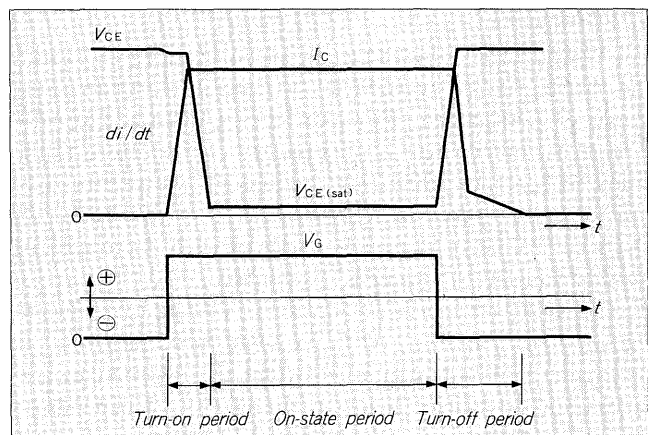 VCE
IC
di/dt
VCE(sat)
0
t
VG
⊕
⊖
t
0
Turn-on period On-state period Turn-off period